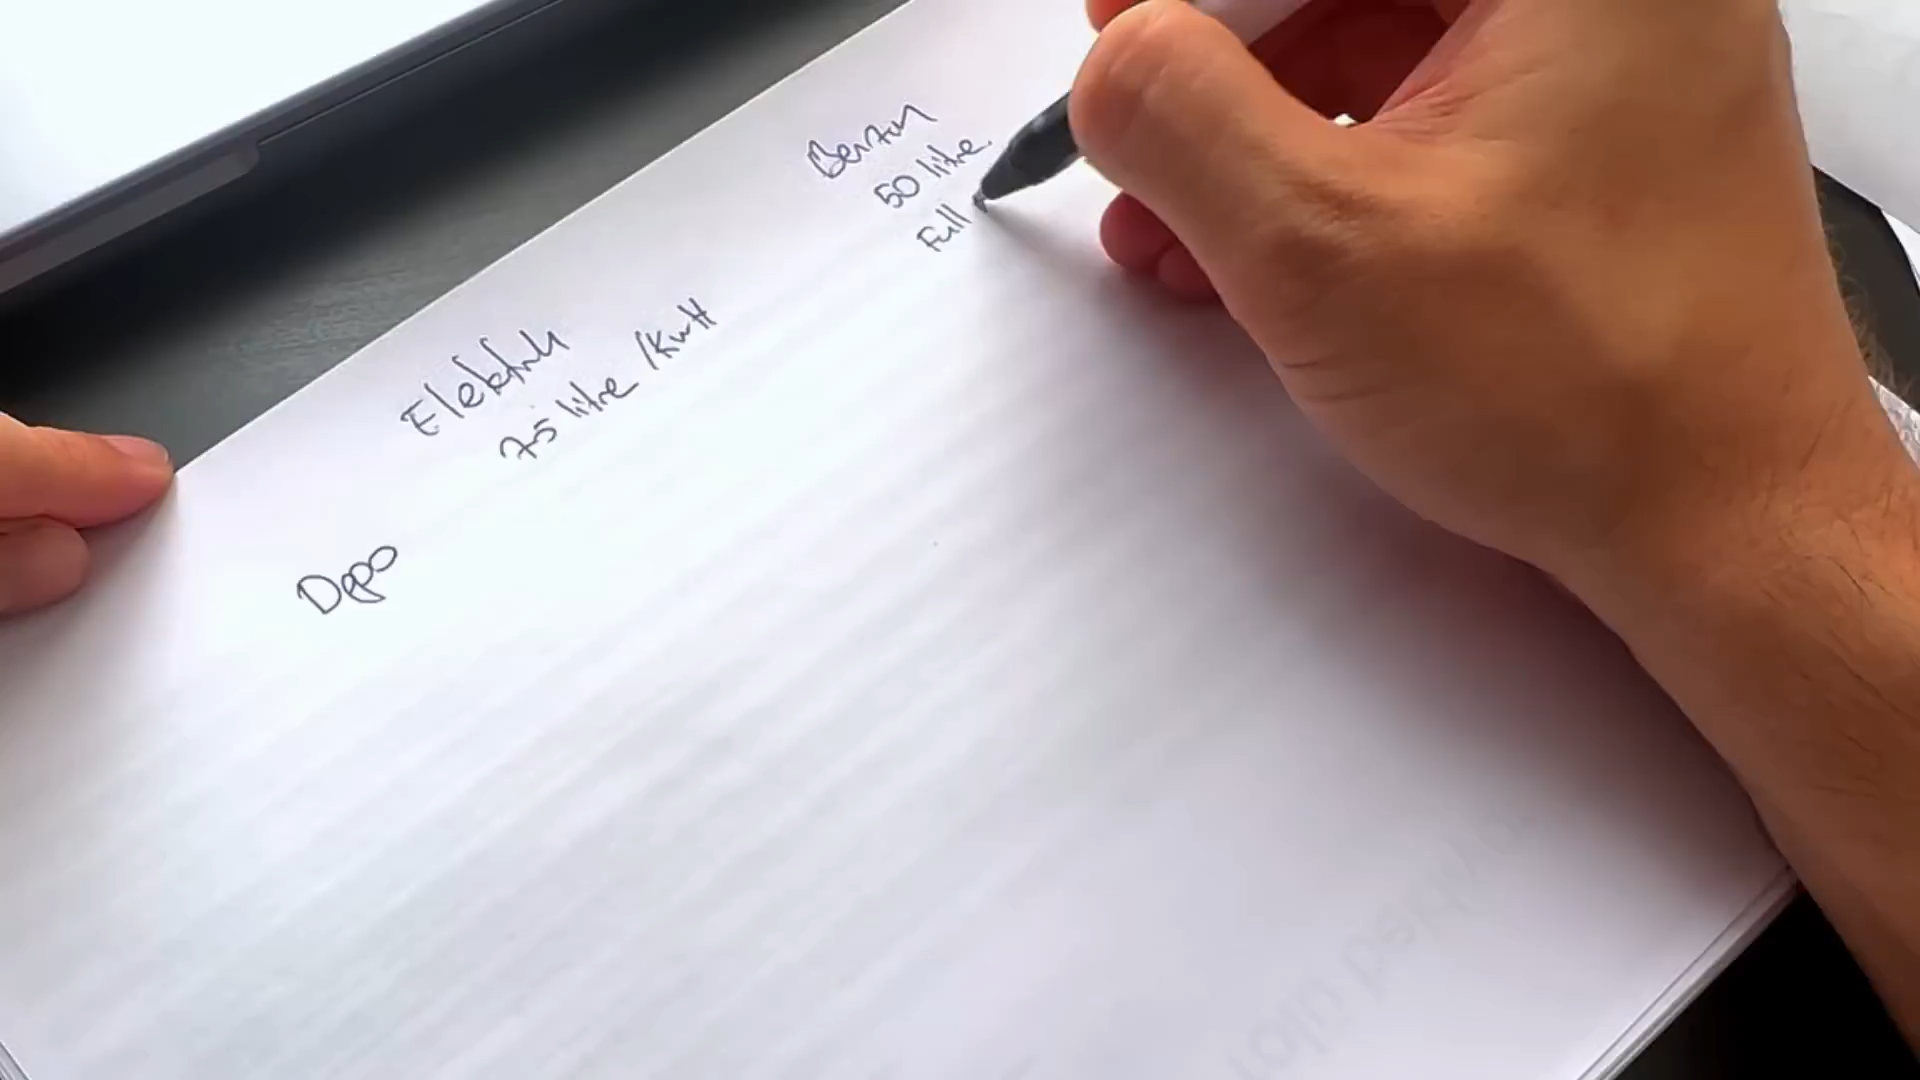 Elektrik
75 litre /KwH
Benzin
50 litre
Full
Depo